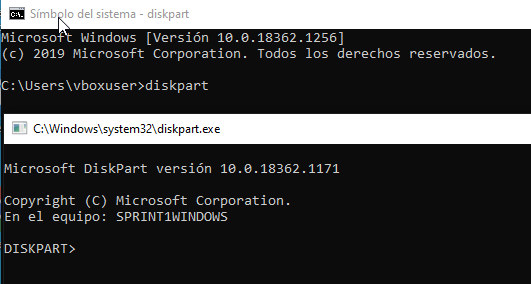 Símbolo del sistema - diskpart
Microsoft Windows [Versión 10.0.18362.1256]
(c) 2019 Microsoft Corporation. Todos los derechos reservados.
C:\Users\vboxuser>diskpart
C:\Windows\system32\diskpart.exe
Microsoft DiskPart versión 10.0.18362.1171
Copyright (C) Microsoft Corporation.
En el equipo: SPRINT1WINDOWS
DISKPART>